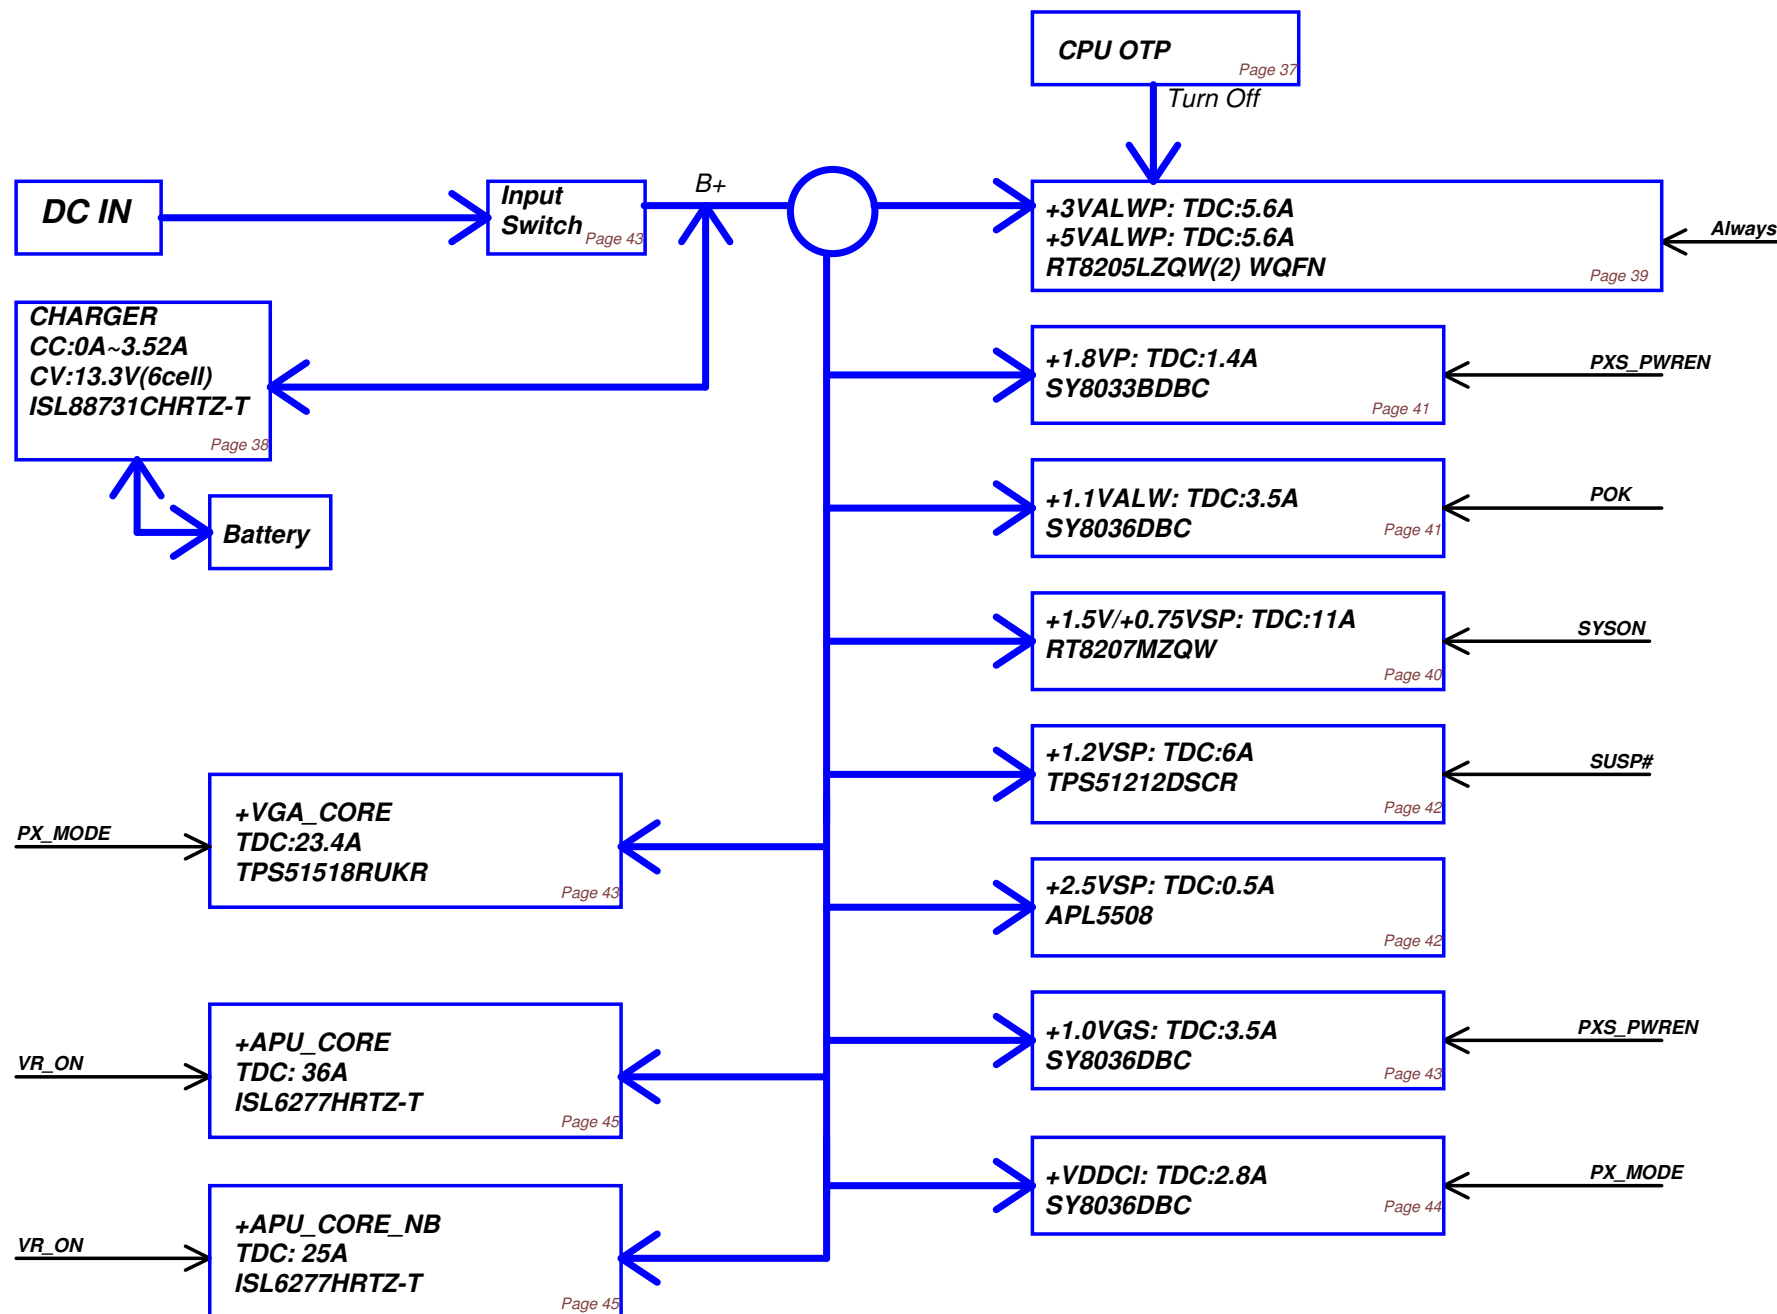 CPU OTP
Page 37
Turn Off
DC IN
Input
Switch
Page 43
B+
+3VALWP: TDC:5.6A
+5VALWP: TDC:5.6A
RT8205LZQW(2) WQFN
Page 39
Always
CHARGER
CC:0A~3.52A
CV:13.3V(6cell)
ISL88731CHRTZ-T
Page 38
Battery
+1.8VP: TDC:1.4A
SY8033BDBC
Page 41
PXS_PWREN
+1.1VALW: TDC:3.5A
SY8036DBC
Page 41
POK
+1.5V/+0.75VSP: TDC:11A
RT8207MZQW
Page 40
SYSON
+1.2VSP: TDC:6A
TPS51212DSCR
Page 42
SUSP#
PX_MODE
+VGA_CORE
TDC:23.4A
TPS51518RUKR
Page 43
+2.5VSP: TDC:0.5A
APL5508
Page 42
VR_ON
+APU_CORE
TDC: 36A
ISL6277HRTZ-T
Page 45
+1.0VGS: TDC:3.5A
SY8036DBC
Page 43
PXS_PWREN
+VDDCI: TDC:2.8A
SY8036DBC
Page 44
PX_MODE
VR_ON
+APU_CORE_NB
TDC: 25A
ISL6277HRTZ-T
Page 45